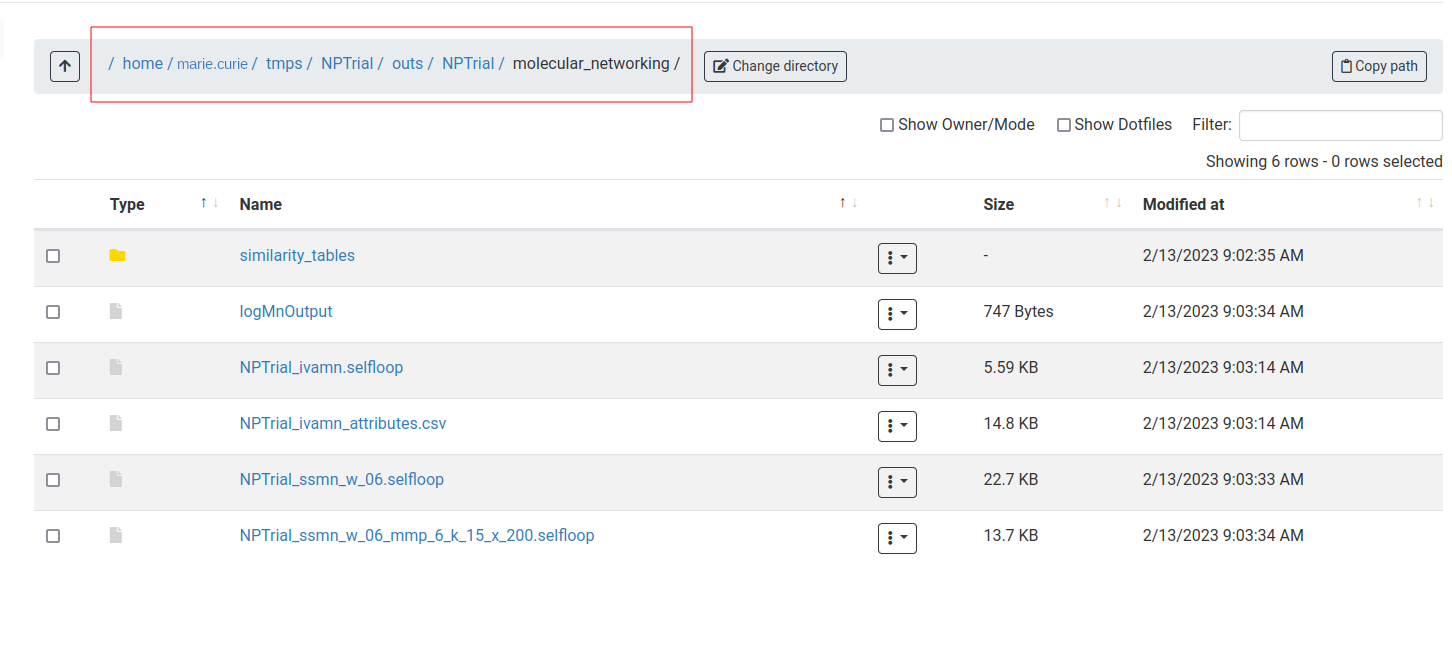 / home / marie.curie / tmps / NPTrial / outs / NPTrial / molecular_networking / Change directory Copy path
Show Owner/Mode Show Dotfiles Filter:
Showing 6 rows - 0 rows selected
Type ↑↓ Name ↑↓ Size ↑↓ Modified at ↑↓
similarity_tables - 2/13/2023 9:02:35 AM
logMnOutput 747 Bytes 2/13/2023 9:03:34 AM
NPTrial_ivamn.selfloop 5.59 KB 2/13/2023 9:03:14 AM
NPTrial_ivamn_attributes.csv 14.8 KB 2/13/2023 9:03:14 AM
NPTrial_ssmn_w_06.selfloop 22.7 KB 2/13/2023 9:03:33 AM
NPTrial_ssmn_w_06_mmp_6_k_15_x_200.selfloop 13.7 KB 2/13/2023 9:03:34 AM